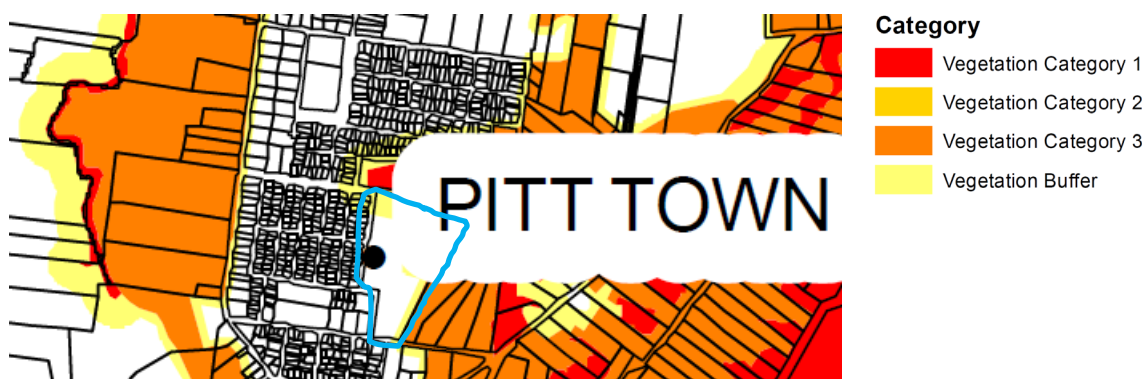 Category
Vegetation Category 1
Vegetation Category 2
Vegetation Category 3
Vegetation Buffer
PITT TOWN